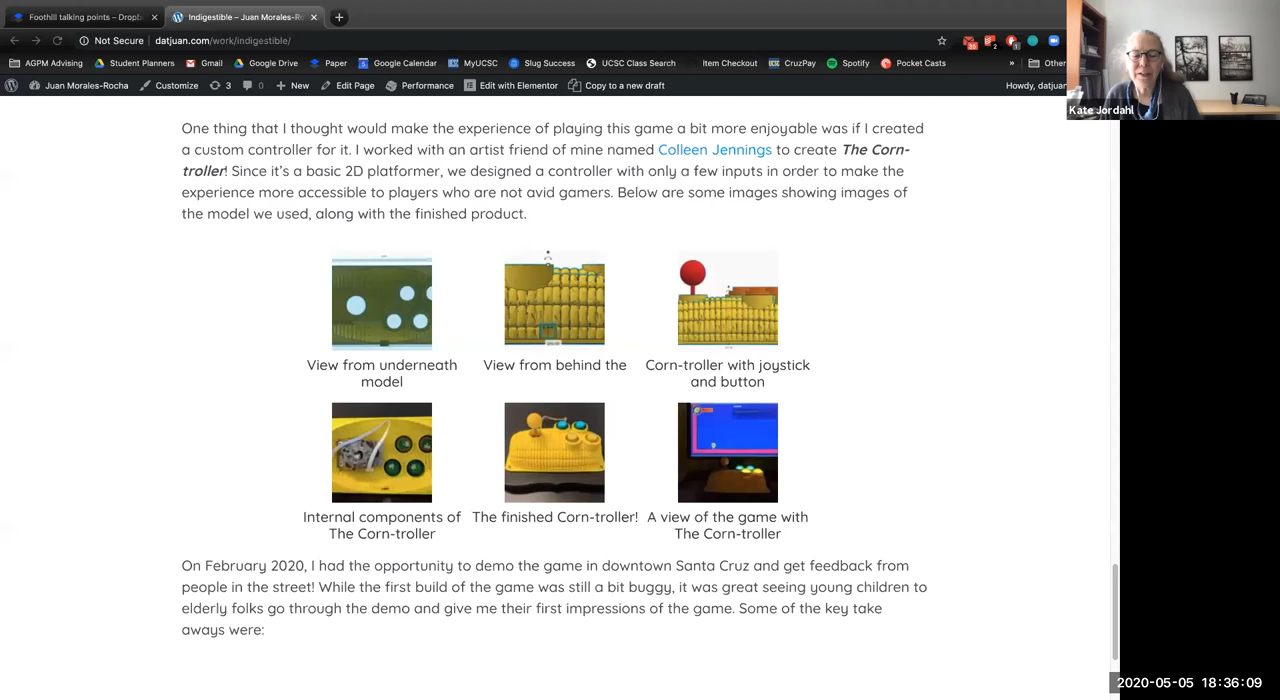 Foothill talking points – Dropb
Indigestible – Juan Morales-Ro
Not Secure datjuan.com/work/indigestible/
AGPM Advising Student Planners Gmail Google Drive Paper Google Calendar MyUCSC Slug Success UCSC Class Search Item Checkout CruzPay Spotify Pocket Casts » Other
Juan Morales-Rocha Customize 3 0 New Edit Page Performance Edit with Elementor Copy to a new draft Howdy, datjuan
Kate Jordahl
One thing that I thought would make the experience of playing this game a bit more enjoyable was if I created
a custom controller for it. I worked with an artist friend of mine named Colleen Jennings to create The Corn-
troller! Since it's a basic 2D platformer, we designed a controller with only a few inputs in order to make the
experience more accessible to players who are not avid gamers. Below are some images showing images of
the model we used, along with the finished product.
View from underneath
model
View from behind the
Corn-troller with joystick
and button
Internal components of
The Corn-troller
The finished Corn-troller!
A view of the game with
The Corn-troller
On February 2020, I had the opportunity to demo the game in downtown Santa Cruz and get feedback from
people in the street! While the first build of the game was still a bit buggy, it was great seeing young children to
elderly folks go through the demo and give me their first impressions of the game. Some of the key take
aways were:
2020-05-05 18:36:09